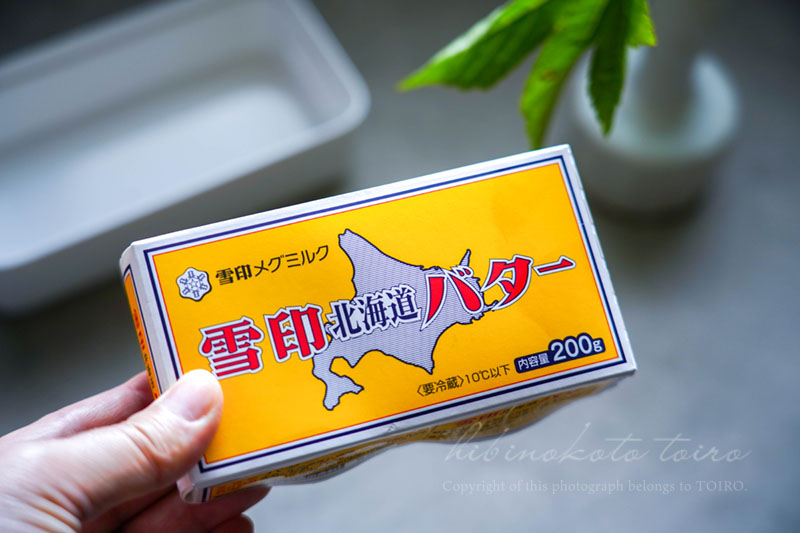 雪印メグミルク
雪印北海道バター
〈要冷蔵〉10℃以下
内容量200g
hibinokoto toiro
Copyright of this photograph belongs to TOIRO.